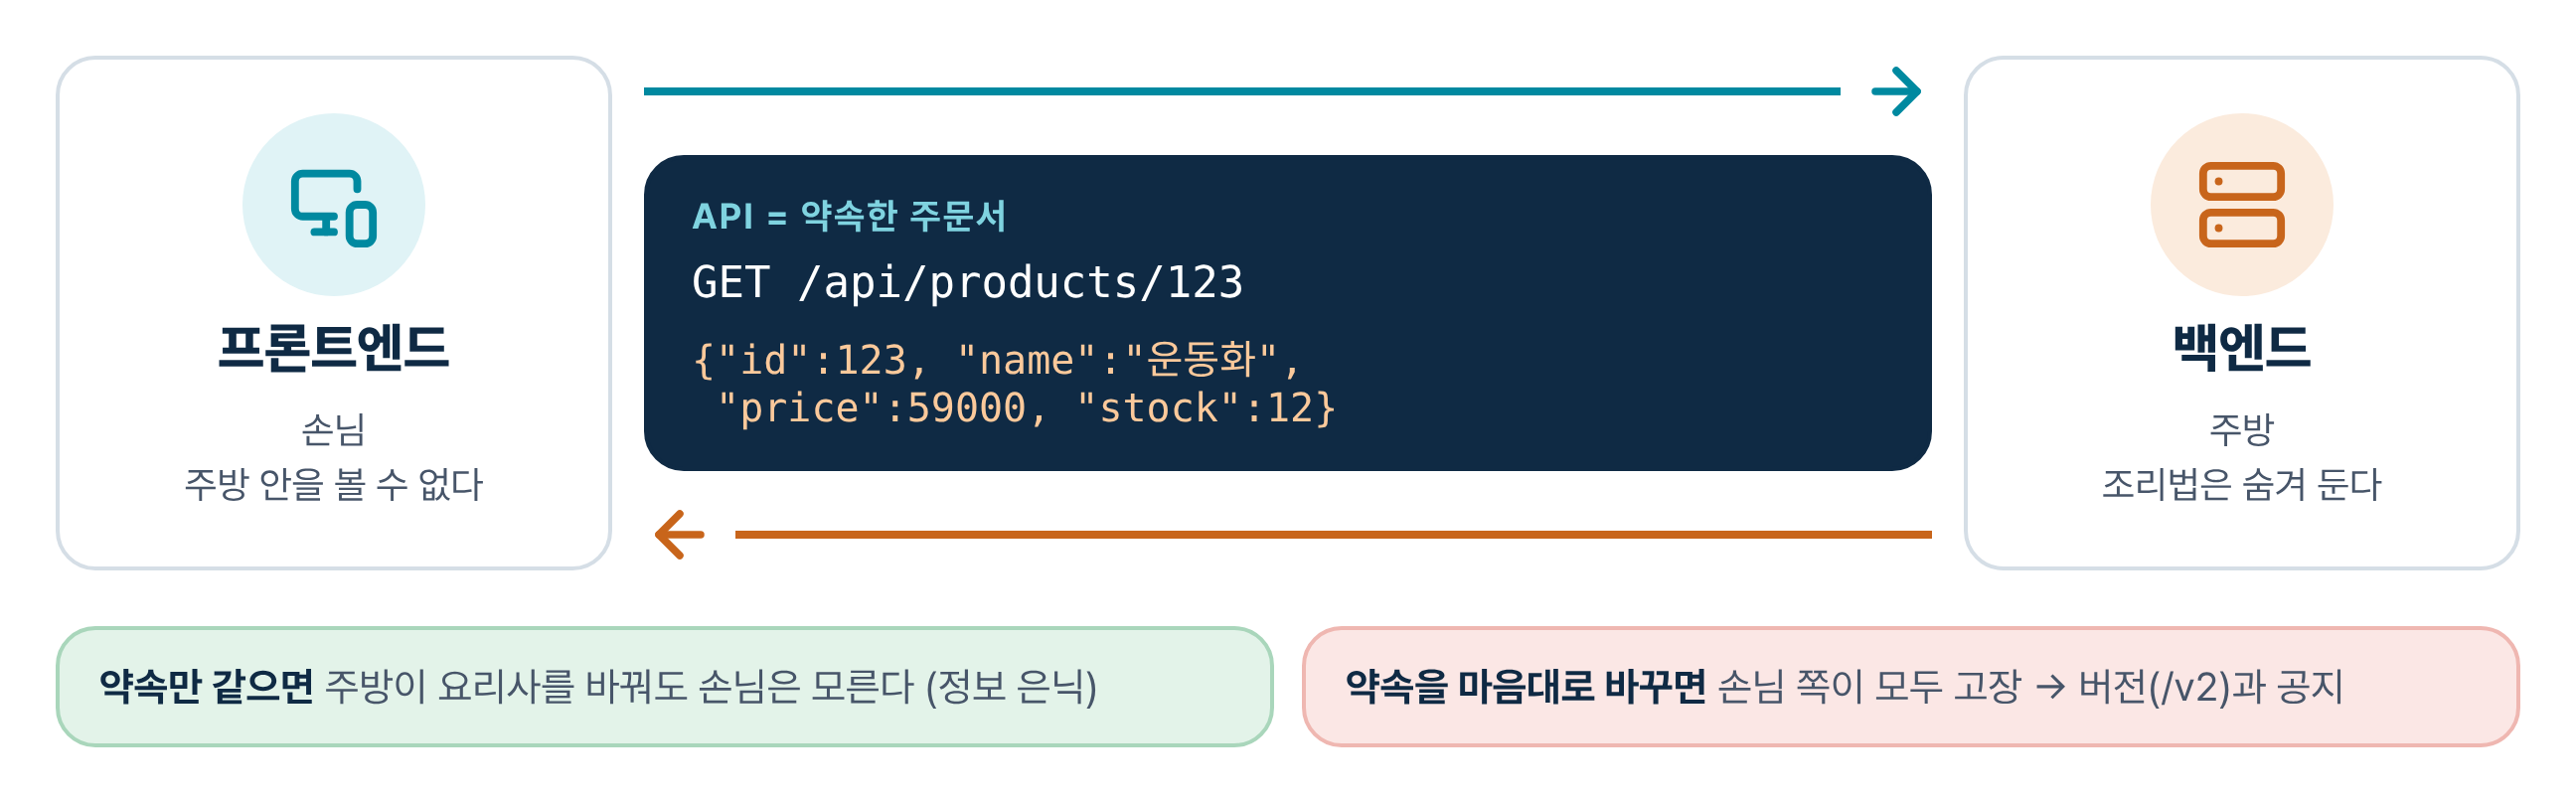 프론트엔드
손님
주방 안을 볼 수 없다
API = 약속한 주문서
GET /api/products/123
{"id":123, "name":"운동화",
"price":59000, "stock":12}
백엔드
주방
조리법은 숨겨 둔다
약속만 같으면 주방이 요리사를 바꿔도 손님은 모른다 (정보 은닉)
약속을 마음대로 바꾸면 손님 쪽이 모두 고장 → 버전(/v2)과 공지